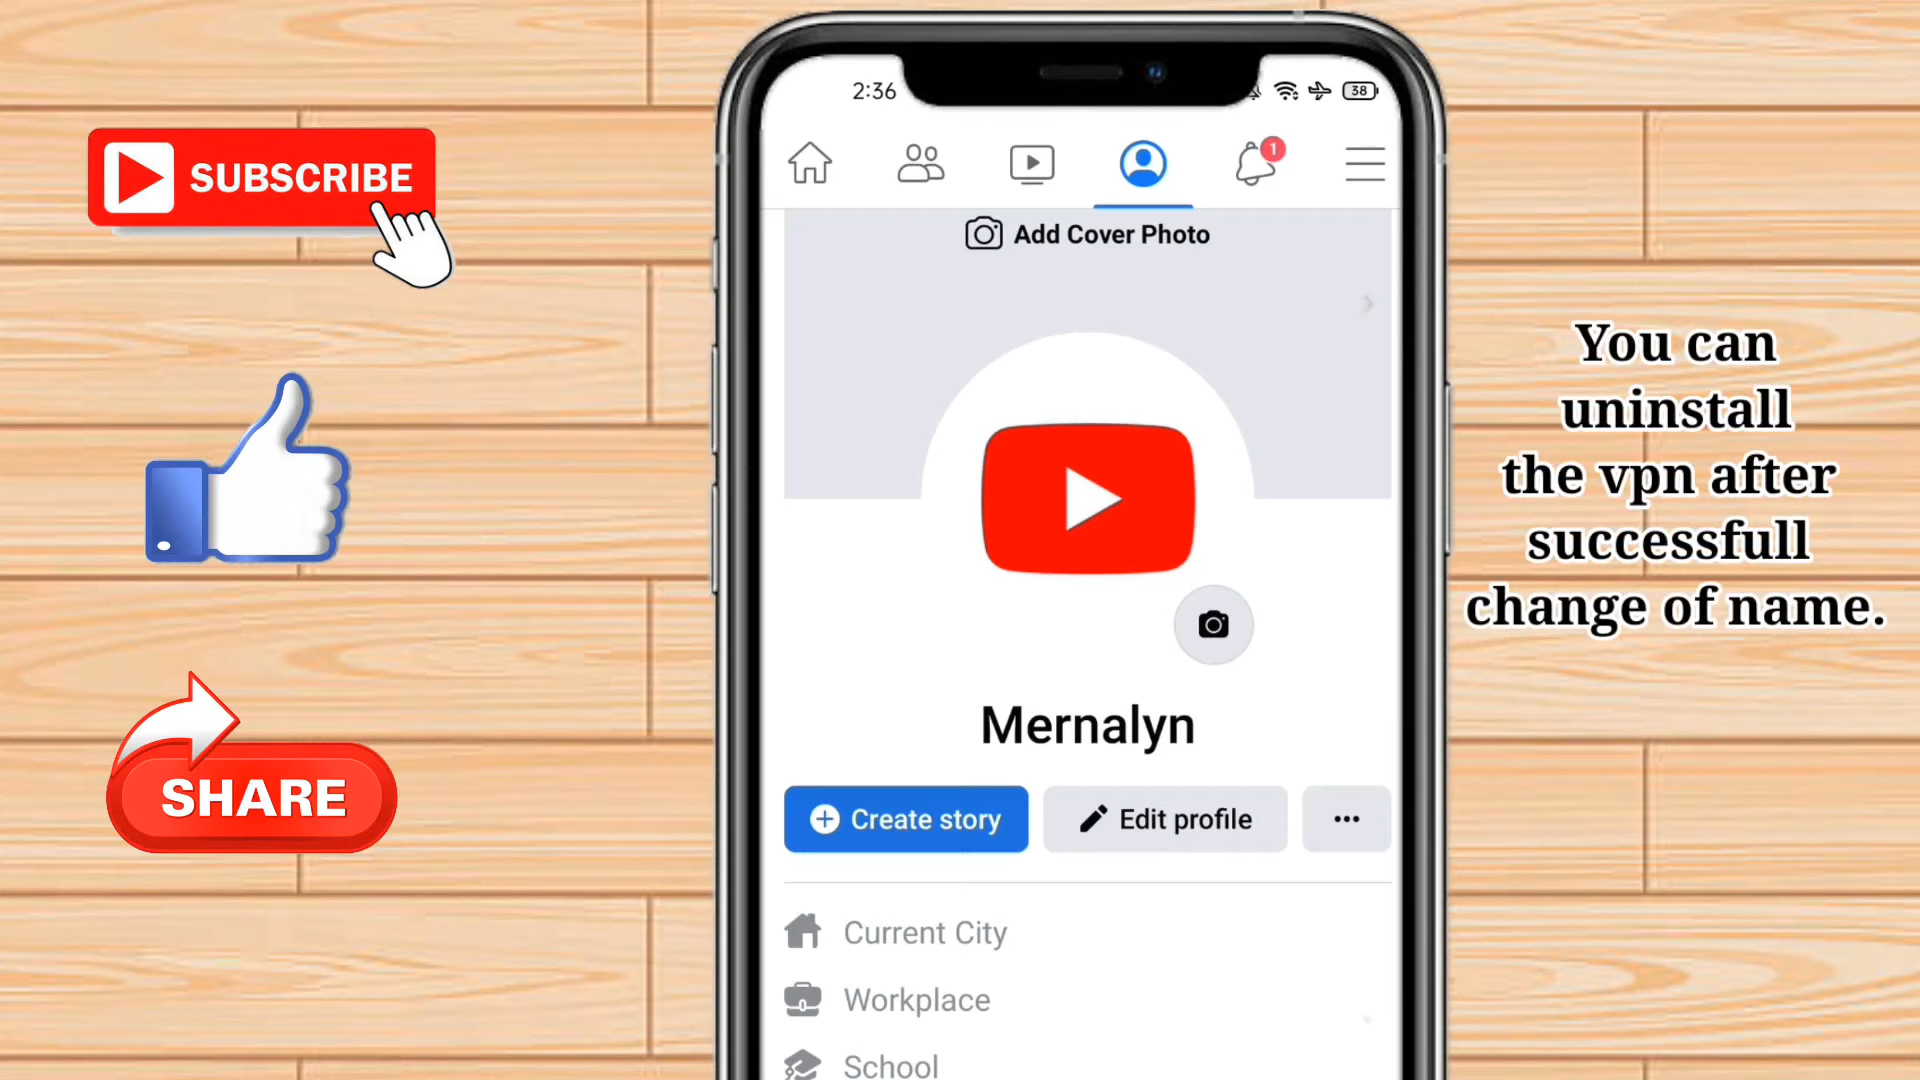 SUBSCRIBE
SHARE
2:36
38
1
Add Cover Photo
Mernalyn
Create story
Edit profile
Current City
Workplace
School
You can
uninstall
the vpn after
successfull
change of name.